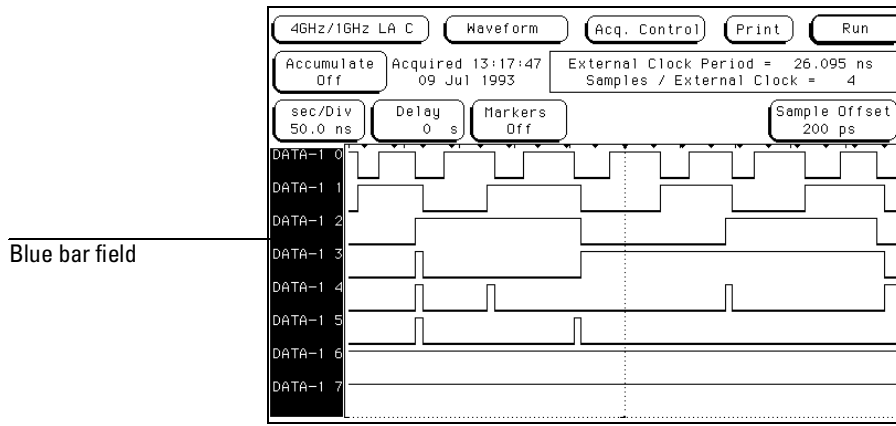 4GHz/1GHz LA C Waveform Acq. Control Print Run
Accumulate Off
Acquired 13:17:47
09 Jul 1993
External Clock Period = 26.095 ns
Samples / External Clock = 4
sec/Div
50.0 ns
Delay
0 s
Markers
Off
Sample Offset
200 ps
DATA-1 0
DATA-1 1
DATA-1 2
Blue bar field
DATA-1 3
DATA-1 4
DATA-1 5
DATA-1 6
DATA-1 7